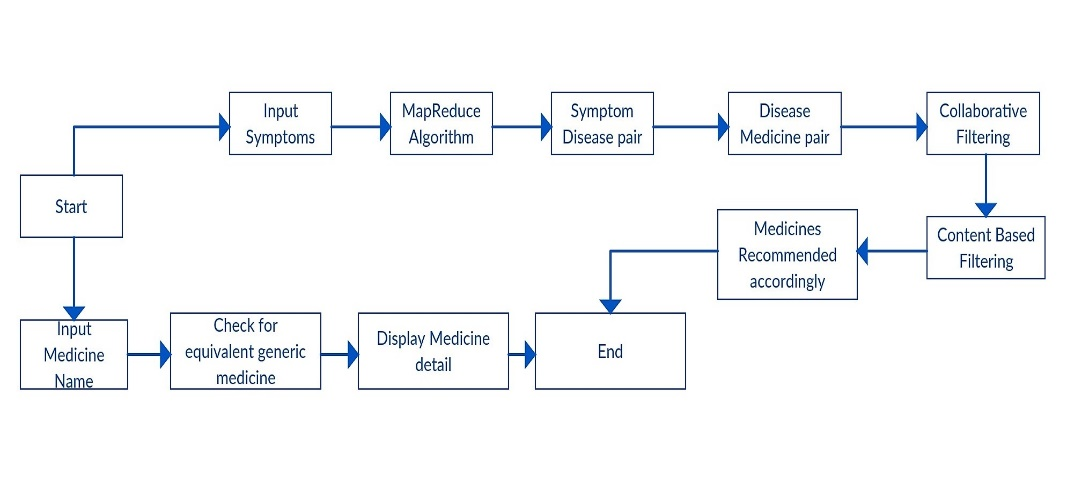 Input
Symptoms
MapReduce
Algorithm
Symptom
Disease pair
Disease
Medicine pair
Collaborative
Filtering
Start
Medicines
Recommended
accordingly
Content Based
Filtering
Input
Medicine
Name
Check for
equivalent generic
medicine
Display Medicine
detail
End